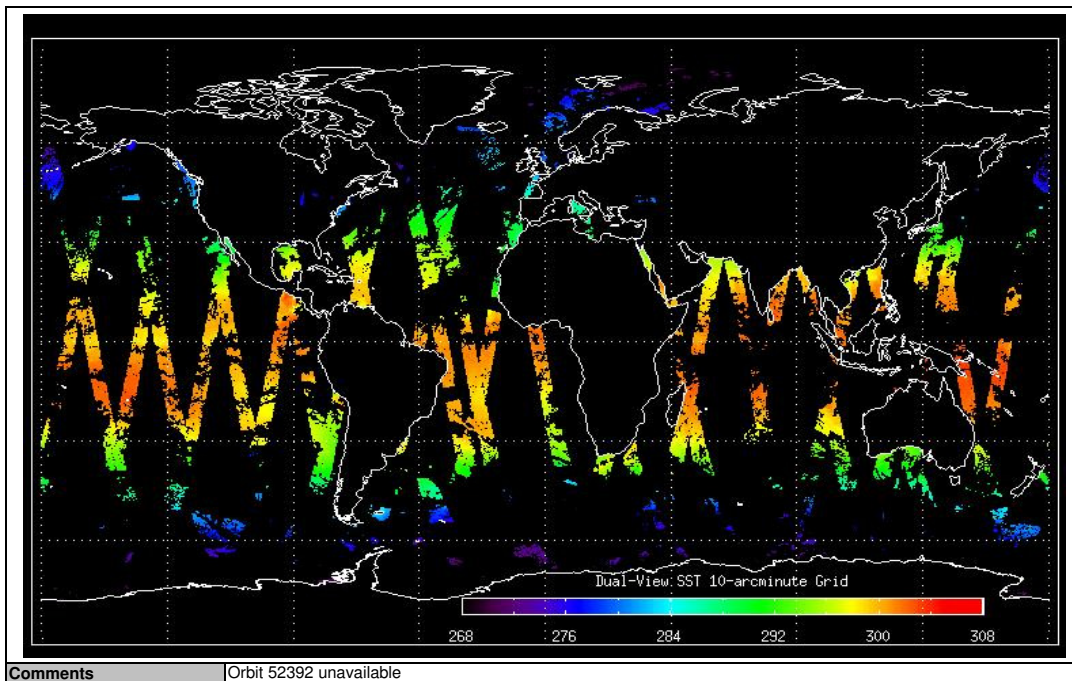 Dual-View:SST 10-arcminute Grid
268 276 284 292 300 308
Comments Orbit 52392 unavailable